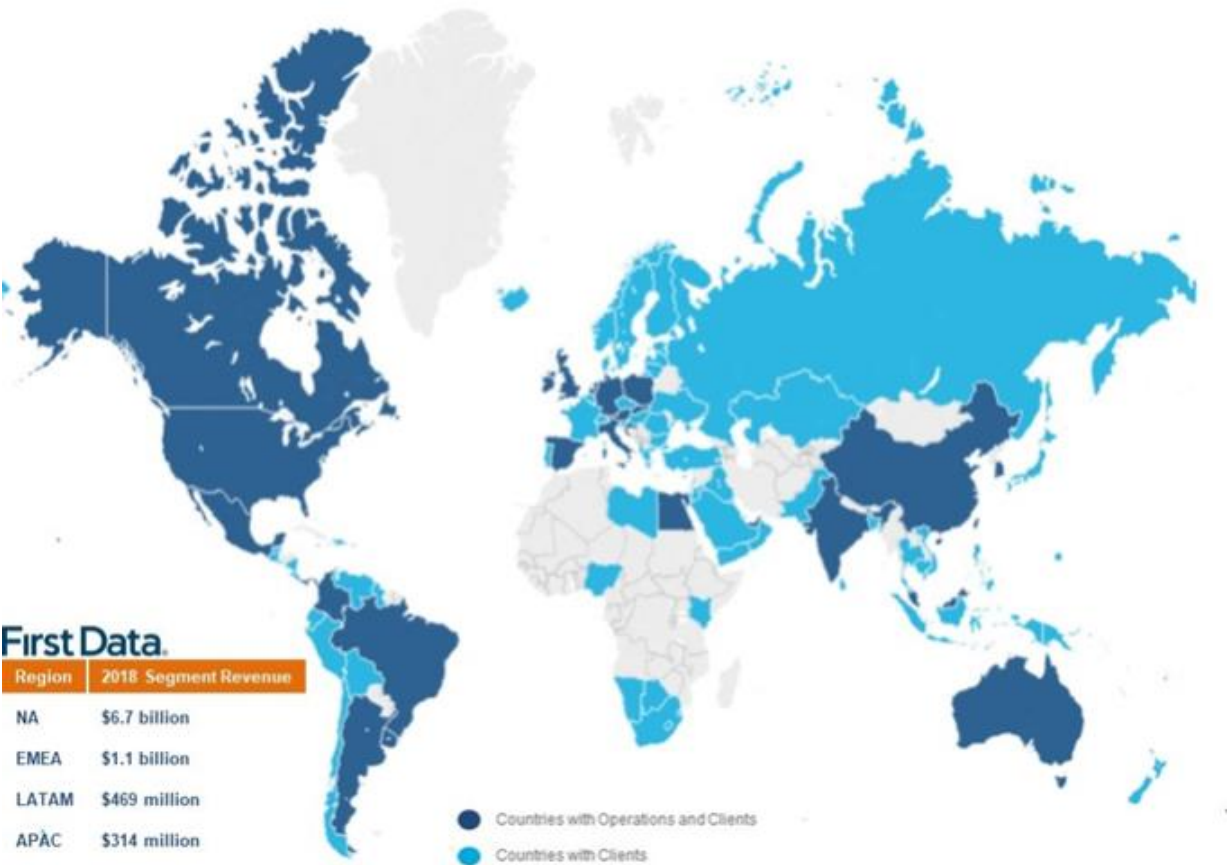 First Data.
Region 2018 Segment Revenue
NA $6.7 billion
EMEA $1.1 billion
LATAM $469 million
APÀC $314 million
Countries with Operations and Clients
Countries with Clients